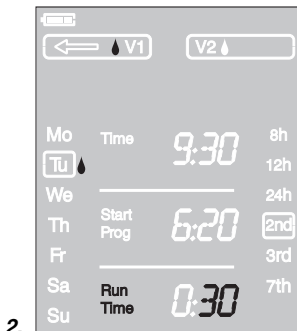 V1 V2
Mo Time 9:30 8h
Tu 12h
We 24h
Th Start Prog 6:20 2nd
Fr 3rd
Sa Run Time 0:30 7th
Su
2.